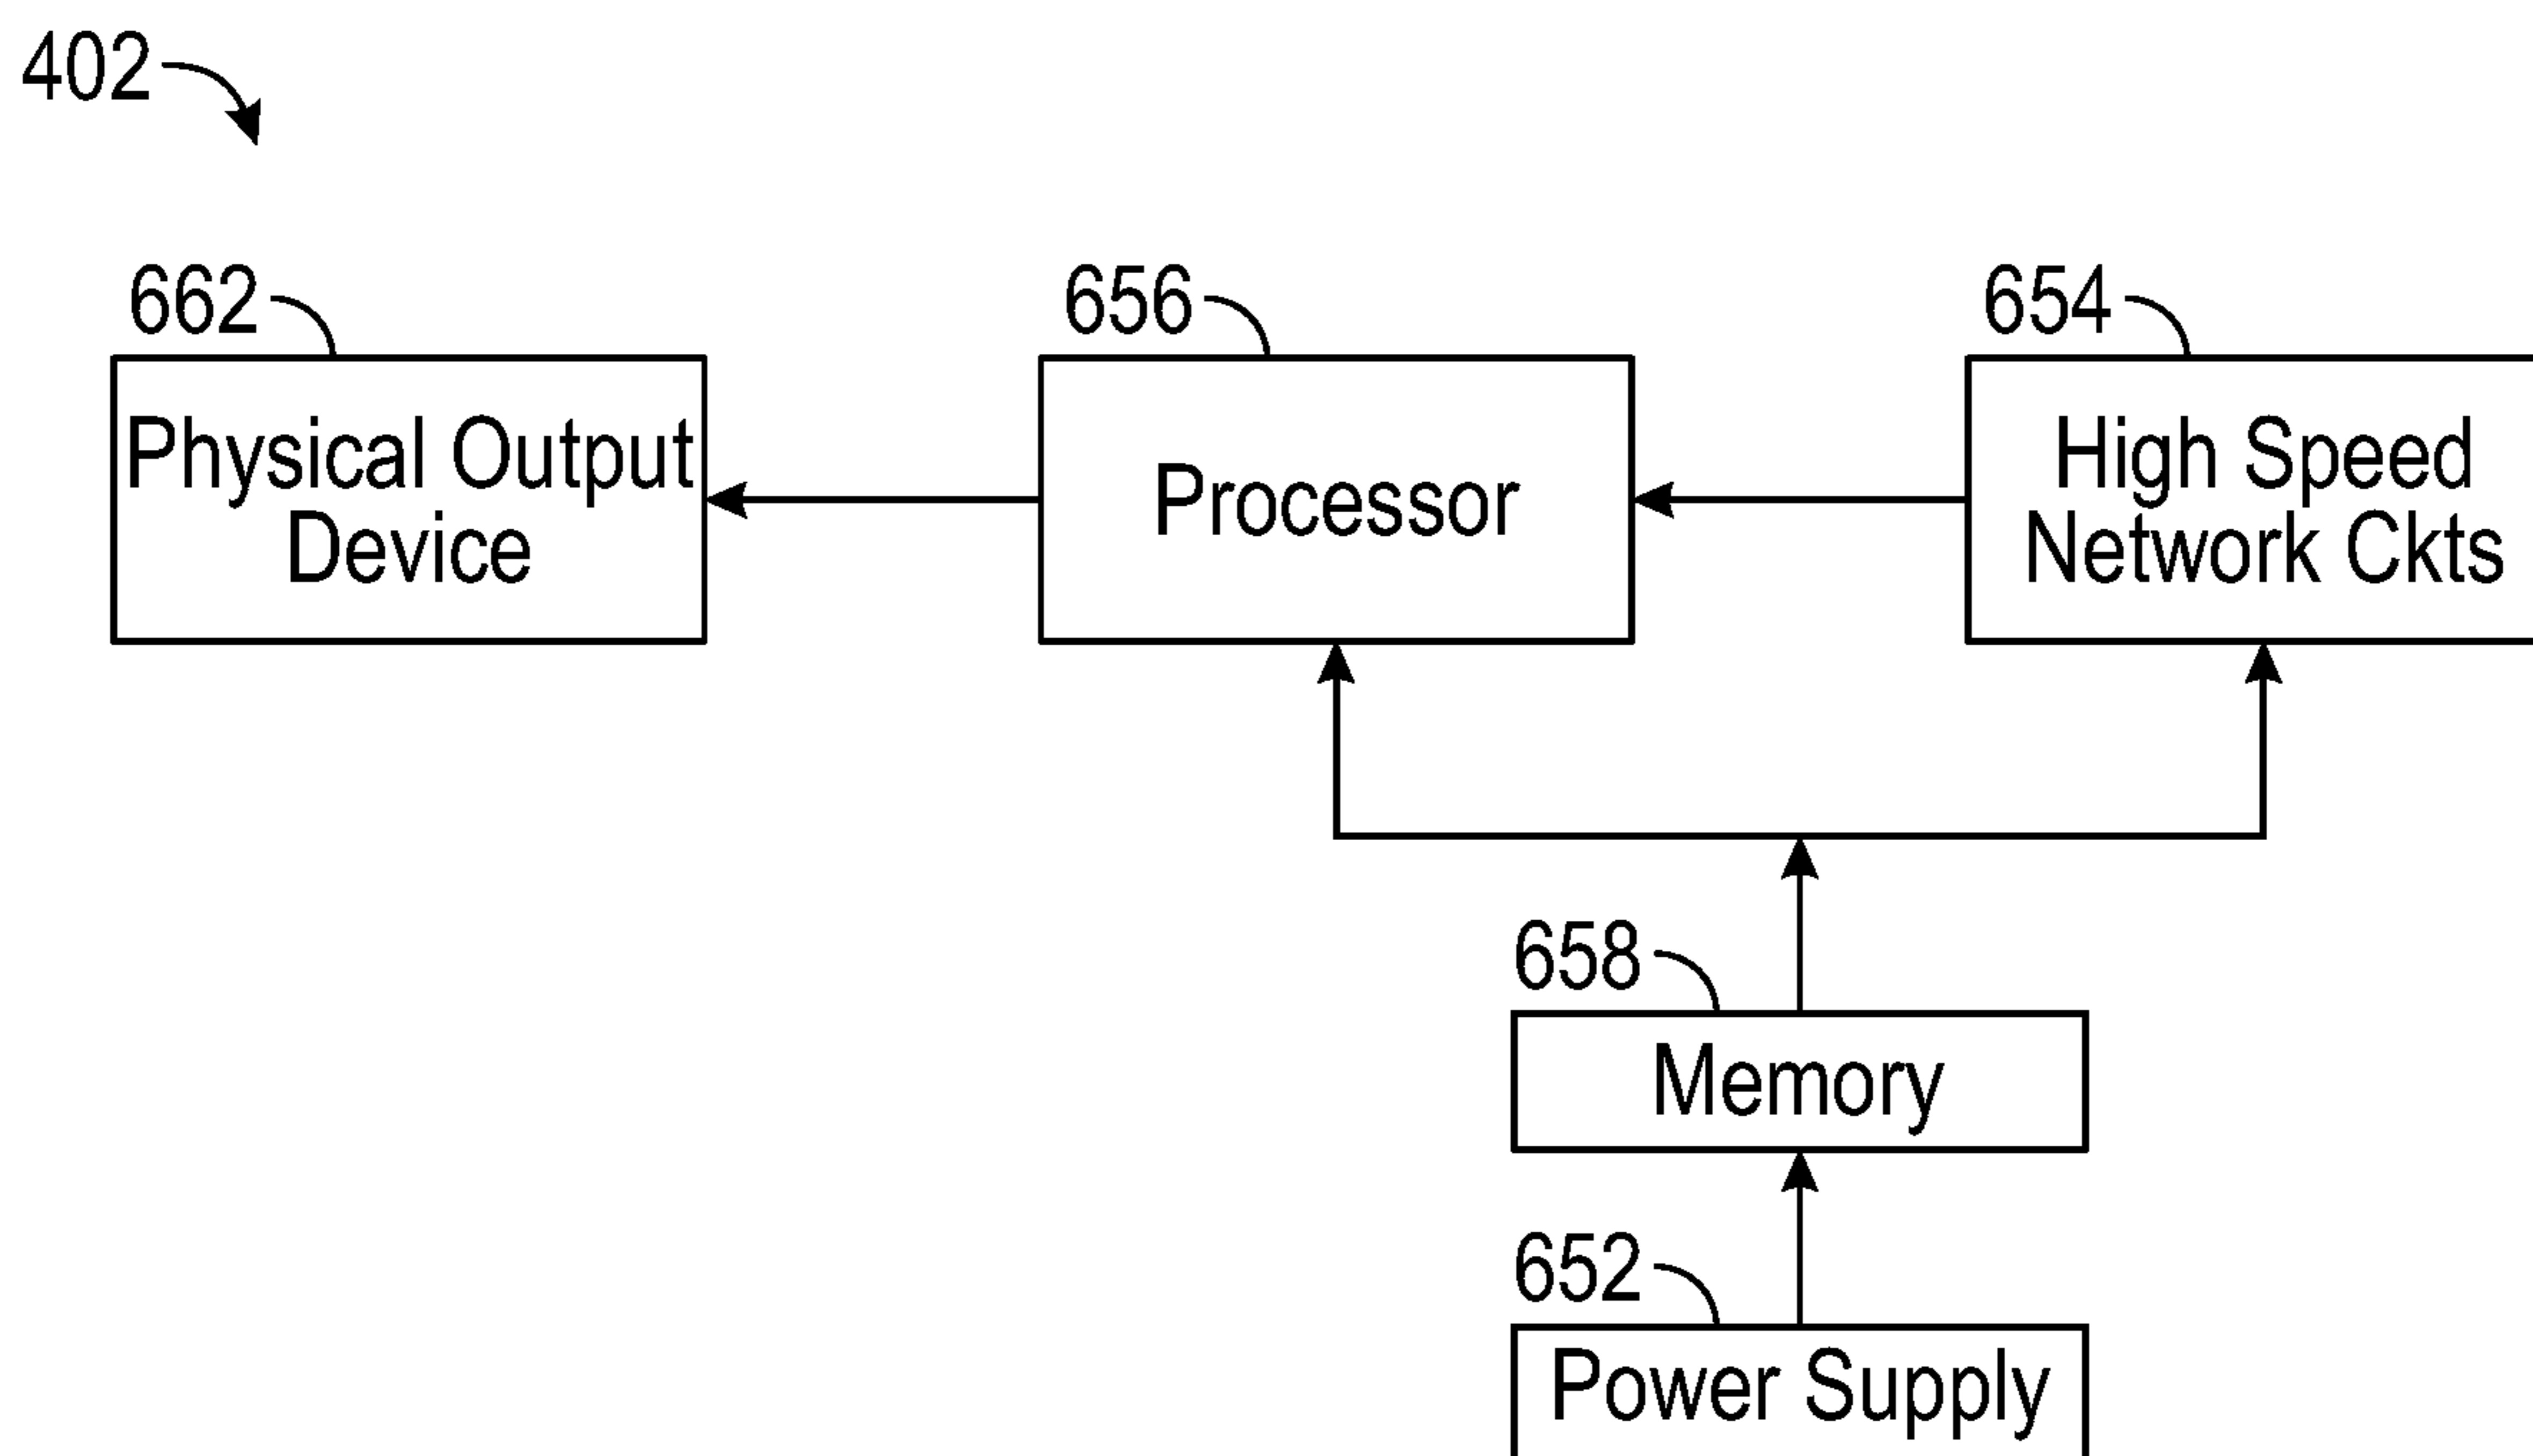 402
662
656
654
Physical Output
Device
Processor
High Speed
Network Ckts
658
Memory
652
Power Supply